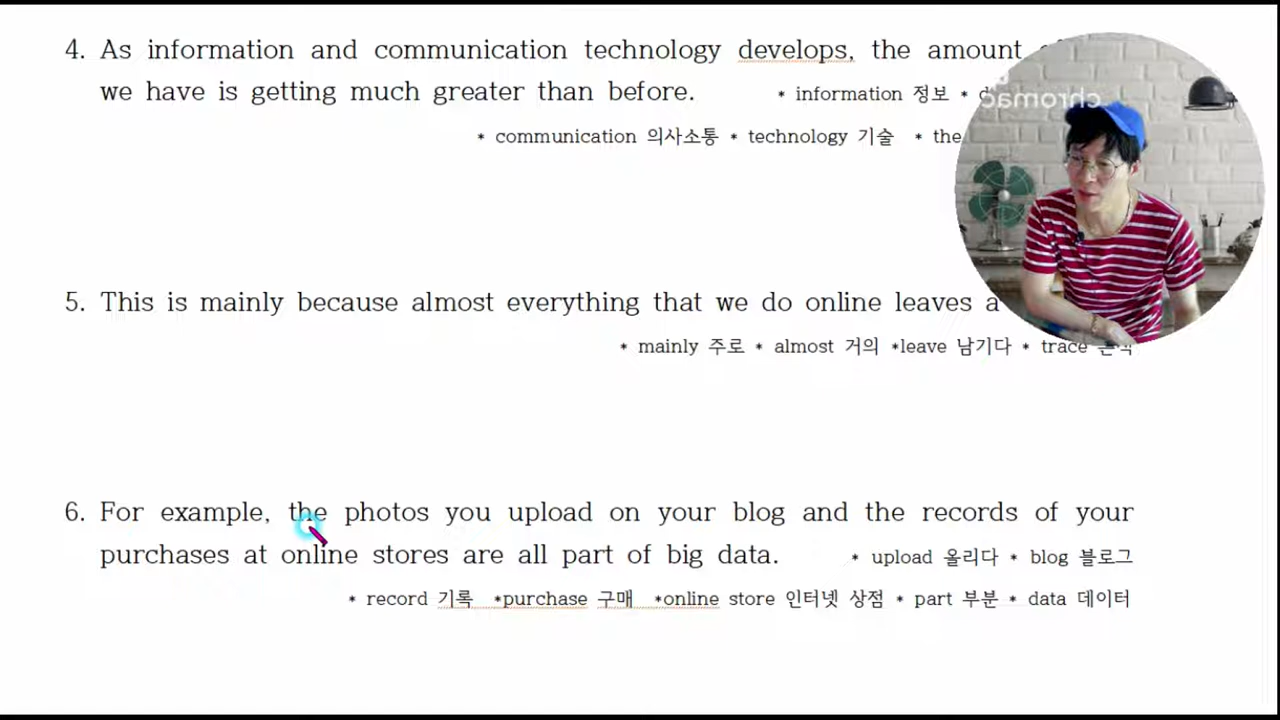 4. As information and communication technology develops, the amount
we have is getting much greater than before. * information 정보 *
* communication 의사소통 * technology 기술 * the
chromac
5. This is mainly because almost everything that we do online leaves a
* mainly 주로 * almost 거의 *leave 남기다 * trace
6. For example, the photos you upload on your blog and the records of your
purchases at online stores are all part of big data. * upload 올리다 * blog 블로그
* record 기록 *purchase 구매 *online store 인터넷 상점 * part 부분 * data 데이터